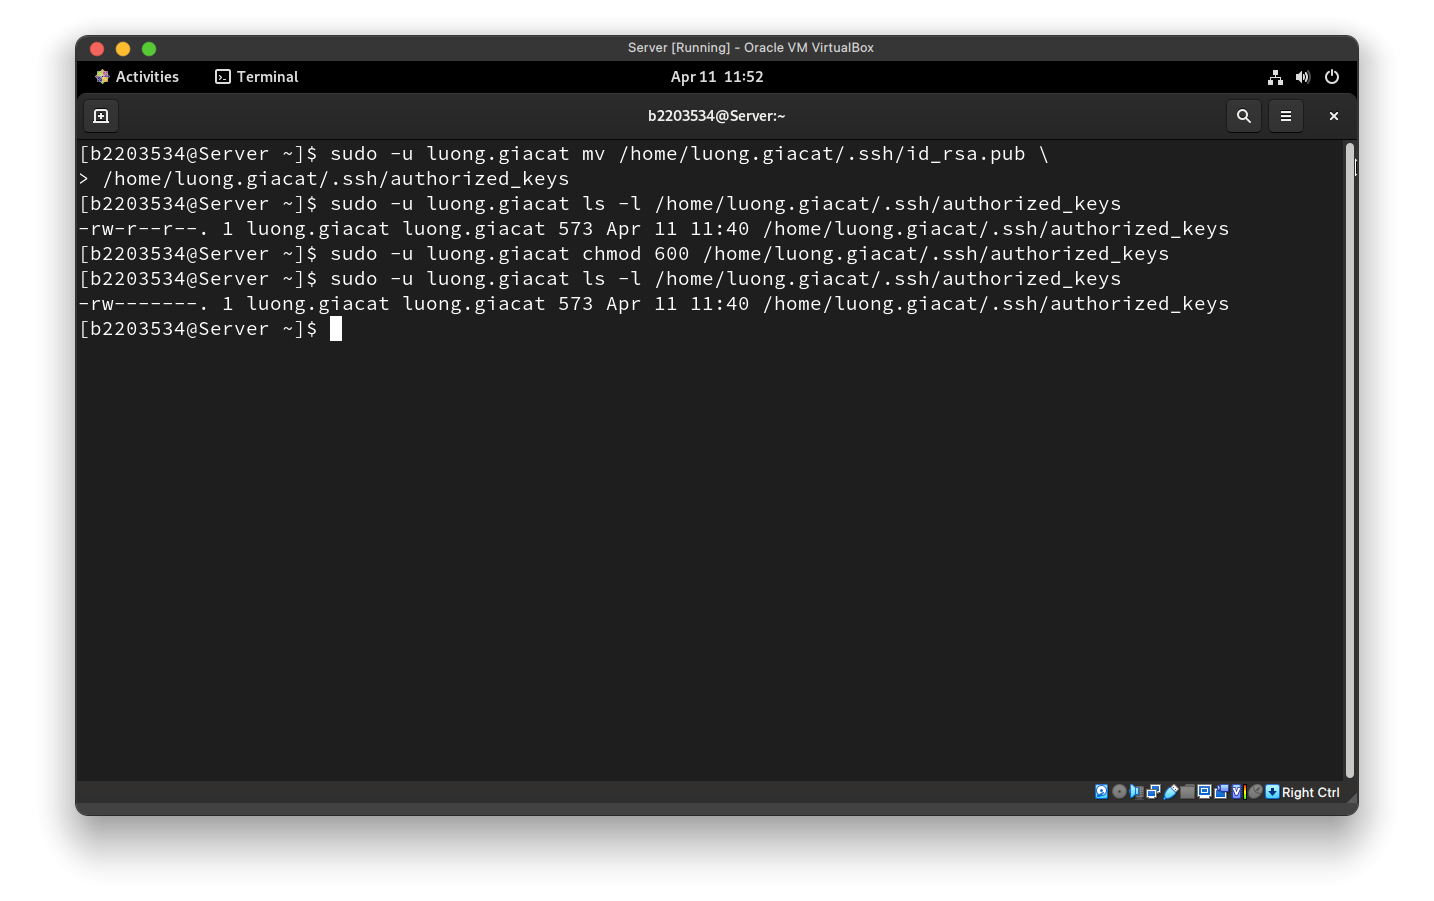 Server [Running] - Oracle VM VirtualBox
Activities Terminal Apr 11 11:52
b2203534@Server:~
[b2203534@Server ~]$ sudo -u luong.giacat mv /home/luong.giacat/.ssh/id_rsa.pub \
> /home/luong.giacat/.ssh/authorized_keys
[b2203534@Server ~]$ sudo -u luong.giacat ls -l /home/luong.giacat/.ssh/authorized_keys
-rw-r--r--. 1 luong.giacat luong.giacat 573 Apr 11 11:40 /home/luong.giacat/.ssh/authorized_keys
[b2203534@Server ~]$ sudo -u luong.giacat chmod 600 /home/luong.giacat/.ssh/authorized_keys
[b2203534@Server ~]$ sudo -u luong.giacat ls -l /home/luong.giacat/.ssh/authorized_keys
-rw-------. 1 luong.giacat luong.giacat 573 Apr 11 11:40 /home/luong.giacat/.ssh/authorized_keys
[b2203534@Server ~]$
Right Ctrl